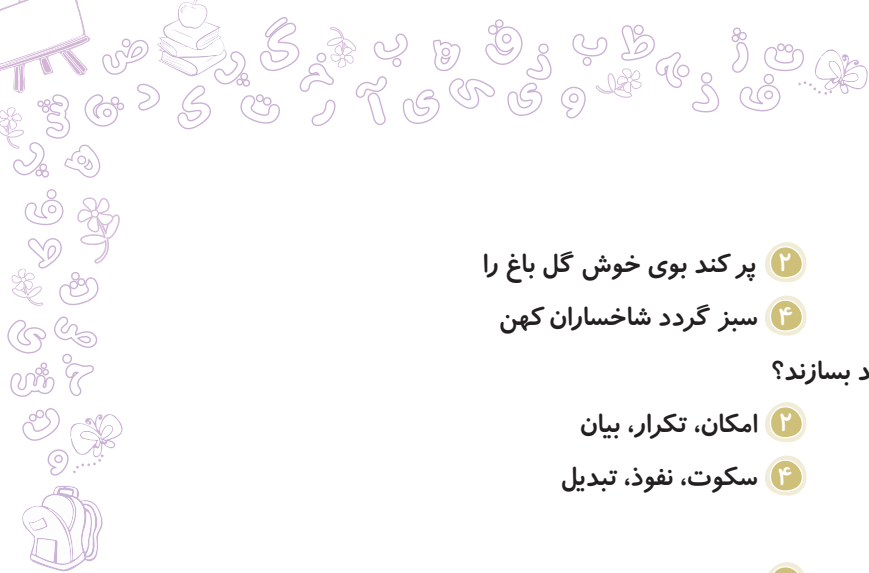 ۲ پر کند بوی خوش گل باغ را
۴ سبز گردد شاخساران کهن
د بسازند؟
۲ امکان، تکرار، بیان
۴ سکوت، نفوذ، تبدیل